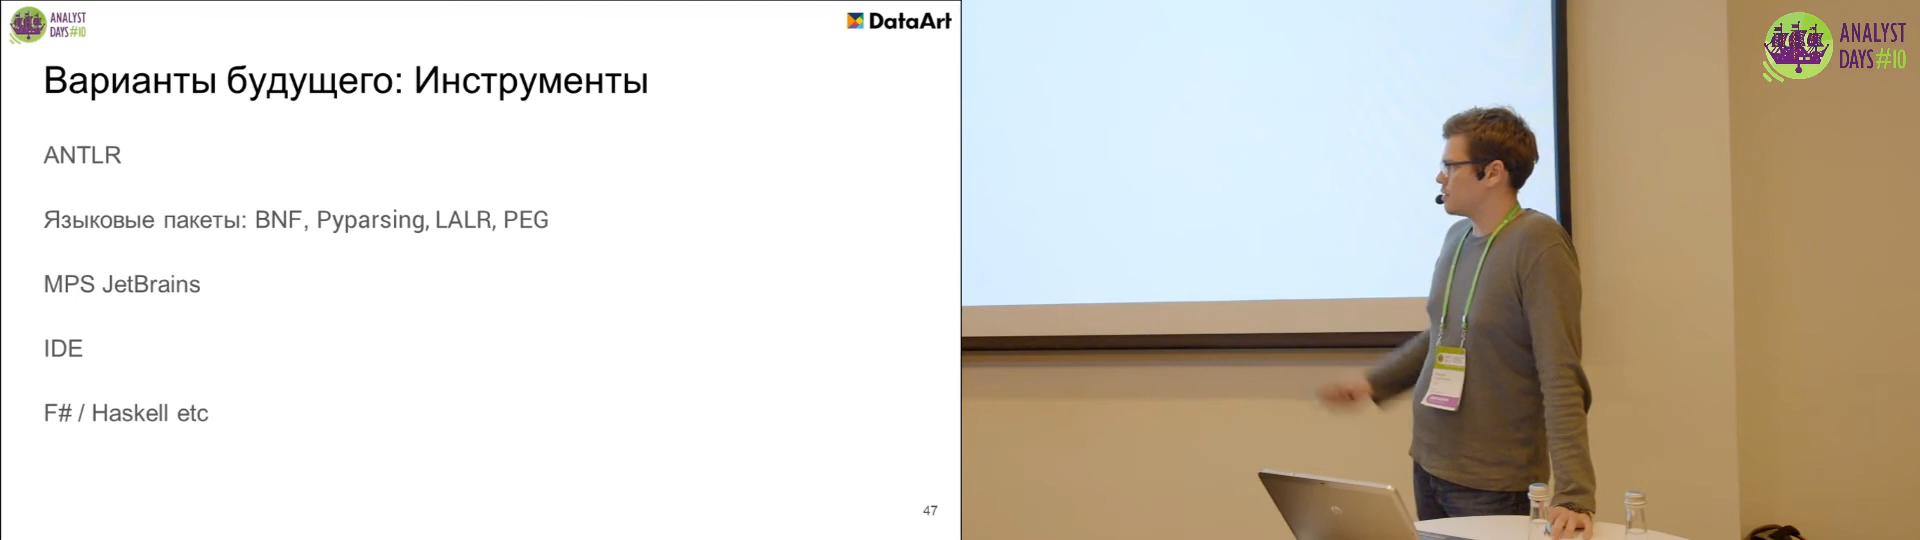 ANALYST
DAYS#10
DataArt
Варианты будущего: Инструменты
ANTLR
Языковые пакеты: BNF, Pyparsing, LALR, PEG
MPS JetBrains
IDE
F# / Haskell etc
47
ANALYST
DAYS#10